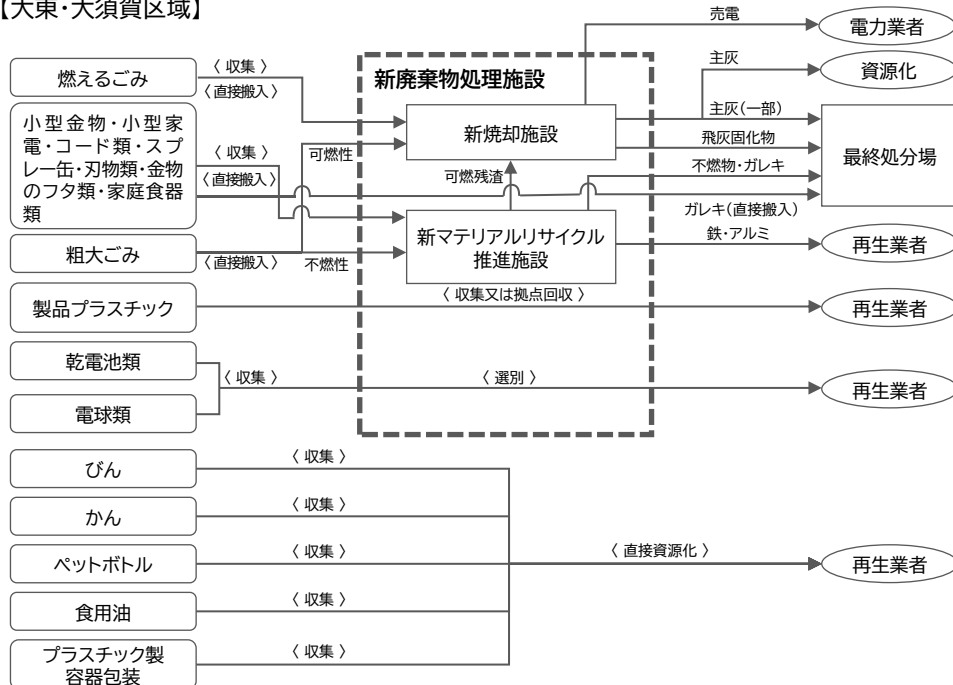 【大東・大須賀区域】
売電
電力業者
〈 収集 〉
主灰
燃えるごみ
新廃棄物処理施設
資源化
〈直接搬入〉
主灰(一部)
小型金物・小型家
電・コード類・スプ
レー缶・刃物類・金物
のフタ類・家庭食器
類
新焼却施設
飛灰固化物
〈 収集 〉
可燃性
最終処分場
不燃物・ガレキ
〈直接搬入〉
可燃残渣
ガレキ(直接搬入)
新マテリアルリサイクル
推進施設
鉄・アルミ
粗大ごみ
再生業者
〈直接搬入〉
不燃性
〈 収集又は拠点回収 〉
製品プラスチック
再生業者
乾電池類
〈 収集 〉
〈 選別 〉
再生業者
電球類
びん
〈 収集 〉
かん
〈 収集 〉
ペットボトル
〈 収集 〉
〈 直接資源化 〉
再生業者
食用油
〈 収集 〉
プラスチック製
容器包装
〈 収集 〉